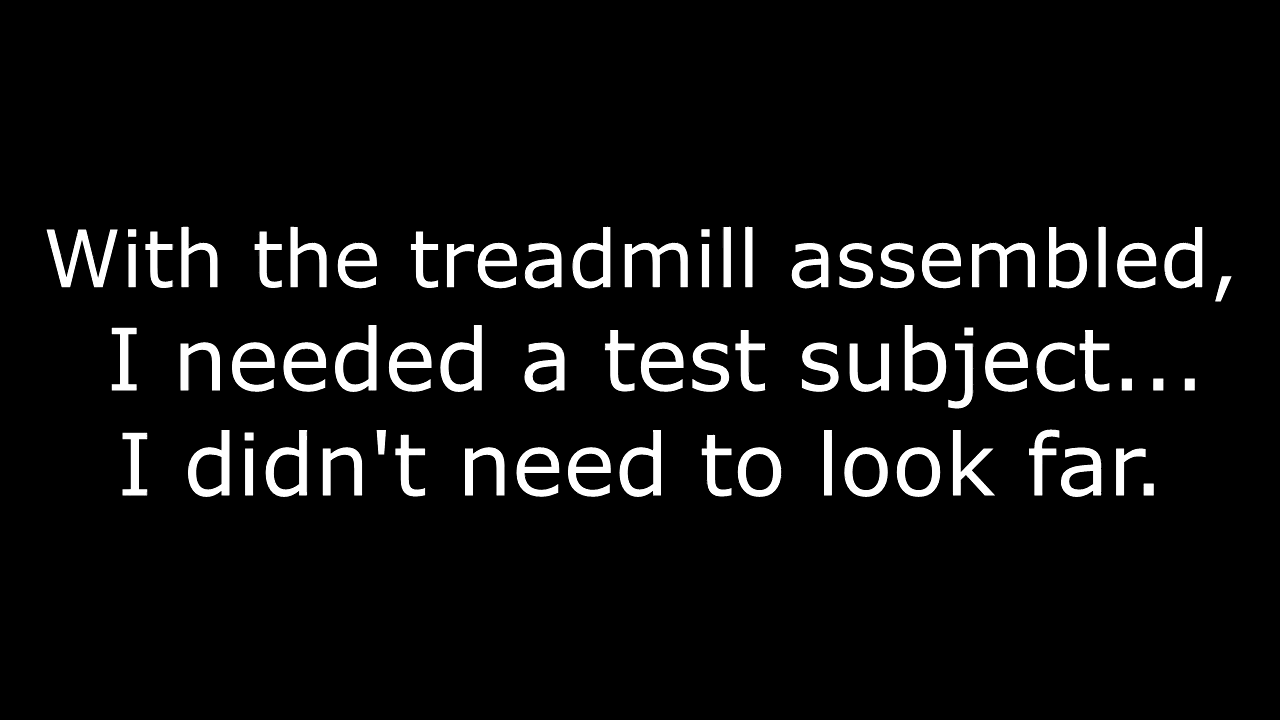 With the treadmill assembled,
I needed a test subject...
I didn't need to look far.